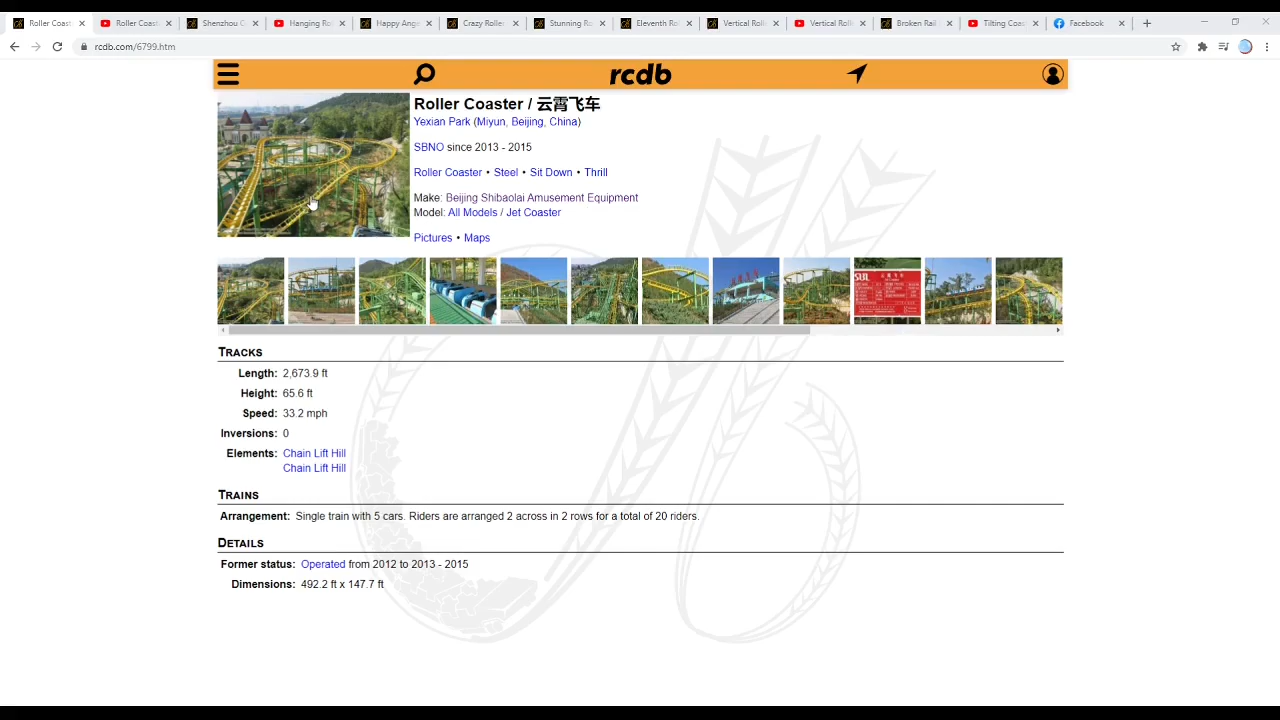 Roller Coast
Roller Coast
Shenzhou C
Hanging Rol
Happy Ange
Crazy Roller
Stunning Ro
Eleventh Rol
Vertical Rolle
Vertical Rolle
Broken Rail
Tilting Coas
Facebook
rcdb.com/6799.htm
rcdb
Roller Coaster / 云霄飞车
Yexian Park (Miyun, Beijing, China)
SBNO since 2013 - 2015
Roller Coaster • Steel • Sit Down • Thrill
Make: Beijing Shibaolai Amusement Equipment
Model: All Models / Jet Coaster
Pictures • Maps
TRACKS
Length: 2,673.9 ft
Height: 65.6 ft
Speed: 33.2 mph
Inversions: 0
Elements: Chain Lift Hill
Chain Lift Hill
TRAINS
Arrangement: Single train with 5 cars. Riders are arranged 2 across in 2 rows for a total of 20 riders.
DETAILS
Former status: Operated from 2012 to 2013 - 2015
Dimensions: 492.2 ft x 147.7 ft